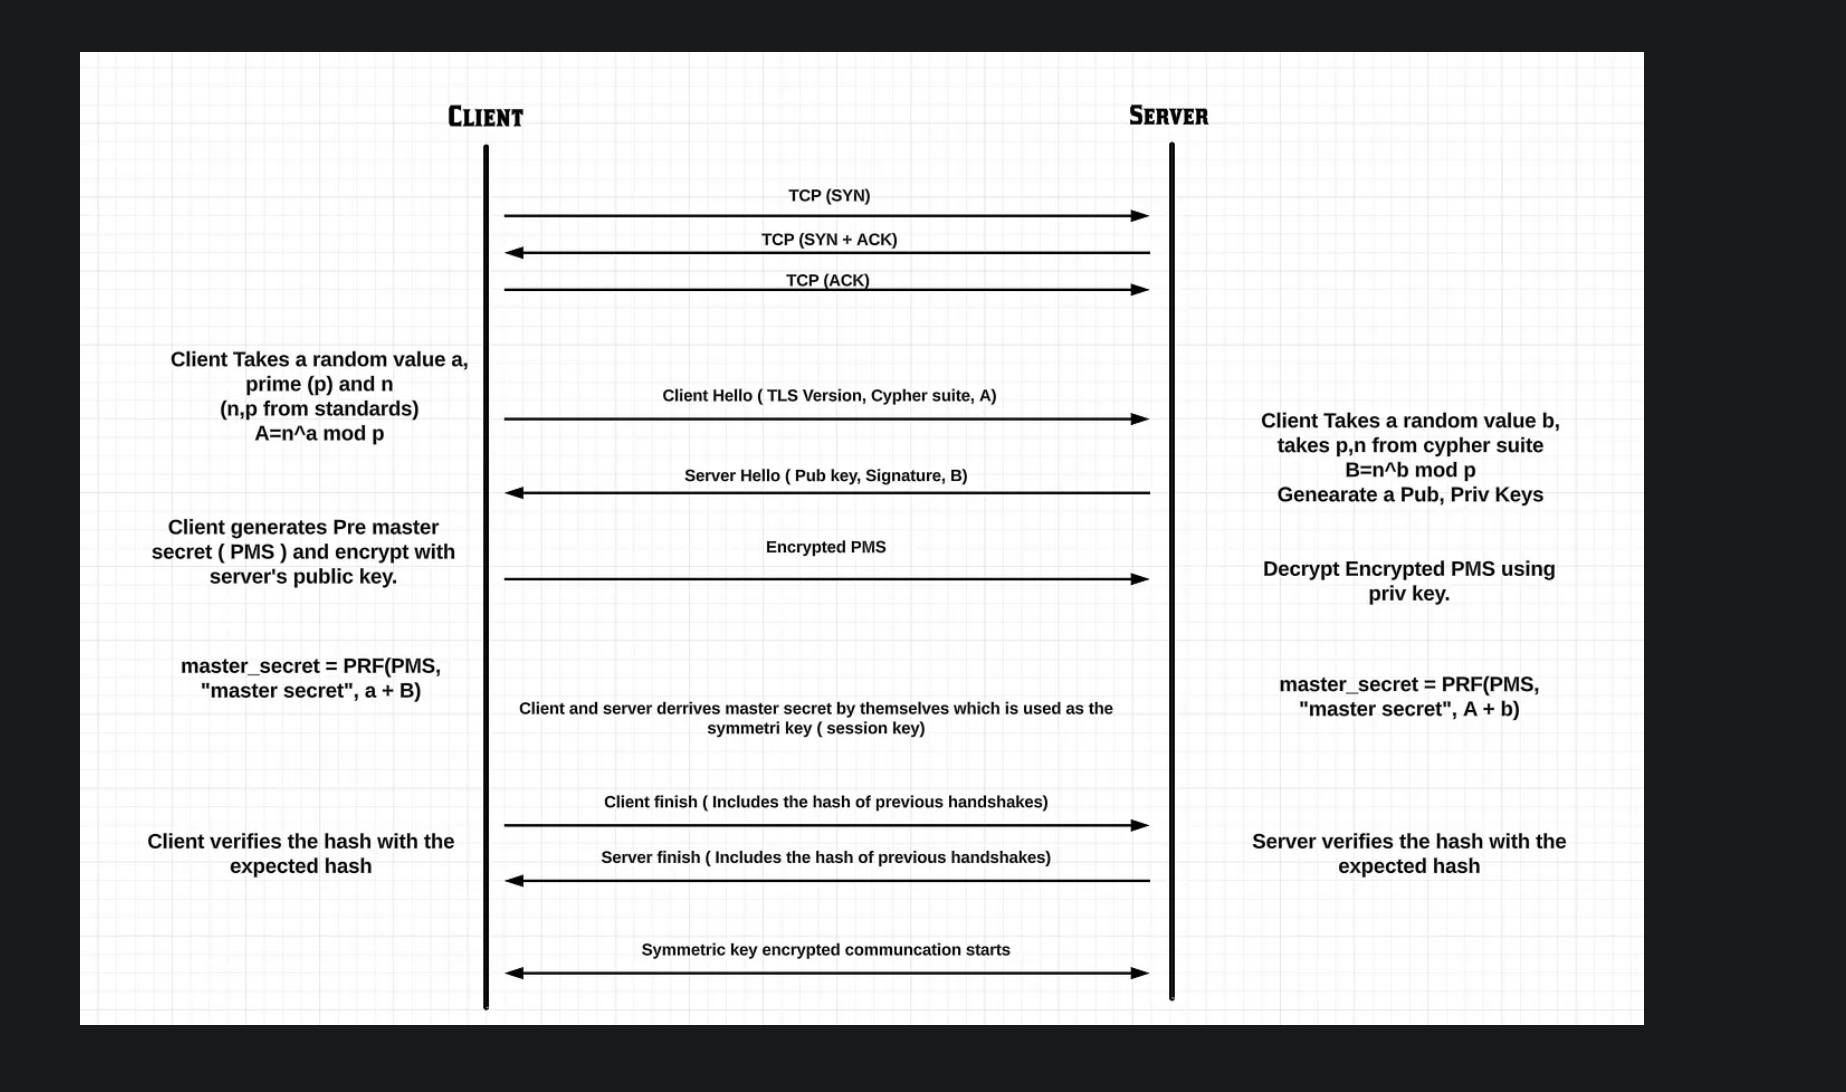 Client
Server
TCP (SYN)
TCP (SYN + ACK)
TCP (ACK)
Client Takes a random value a,
prime (p) and n
(n,p from standards)
A=n^a mod p
Client Hello ( TLS Version, Cypher suite, A)
Client Takes a random value b,
takes p,n from cypher suite
B=n^b mod p
Genearate a Pub, Priv Keys
Server Hello ( Pub key, Signature, B)
Client generates Pre master
secret ( PMS ) and encrypt with
server's public key.
Encrypted PMS
Decrypt Encrypted PMS using
priv key.
master_secret = PRF(PMS,
"master secret", a + B)
master_secret = PRF(PMS,
"master secret", A + b)
Client and server derrives master secret by themselves which is used as the
symmetri key ( session key)
Client finish ( Includes the hash of previous handshakes)
Client verifies the hash with the
expected hash
Server finish ( Includes the hash of previous handshakes)
Server verifies the hash with the
expected hash
Symmetric key encrypted communcation starts